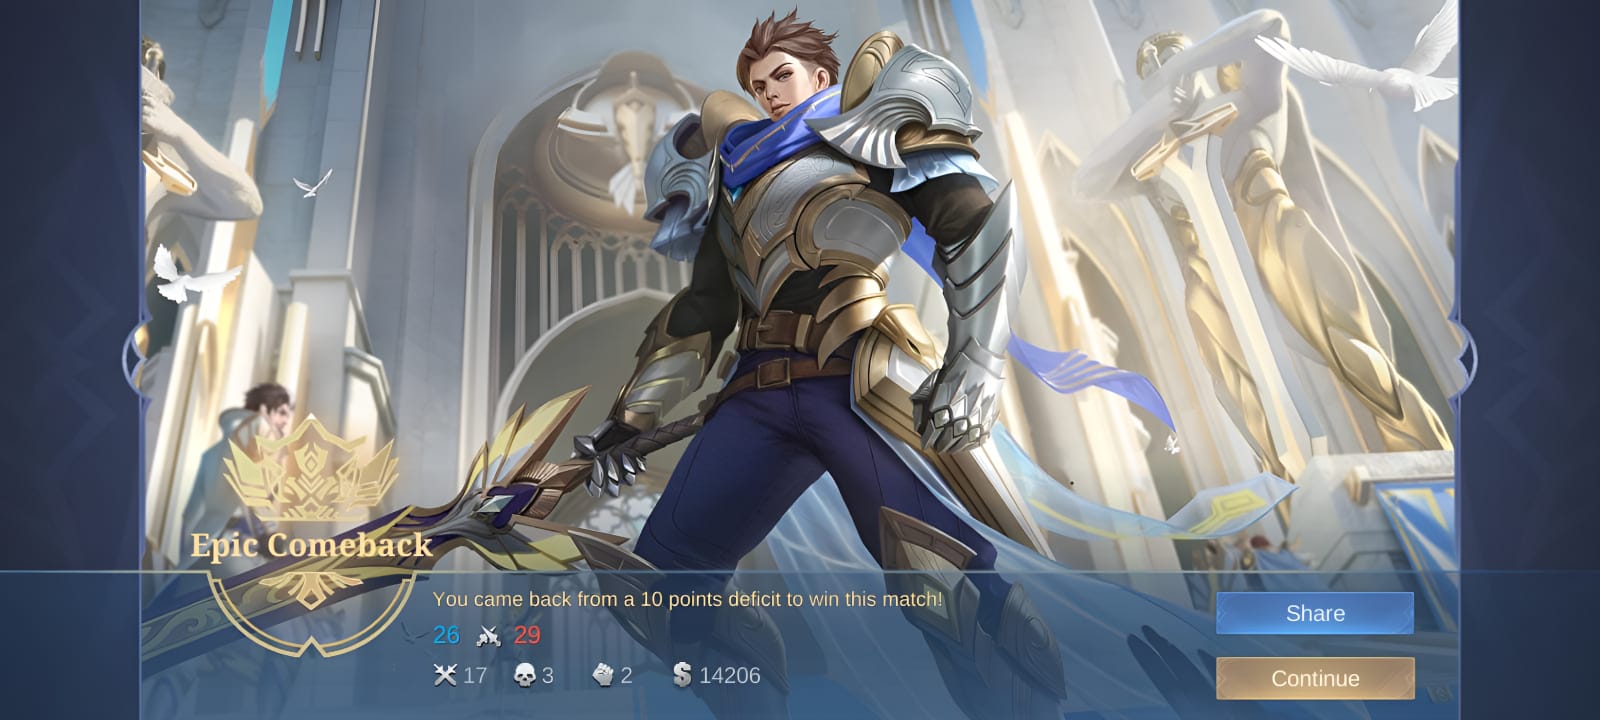 Epic Comeback
You came back from a 10 points deficit to win this match!
26 29
17 3 2 14206
Share
Continue